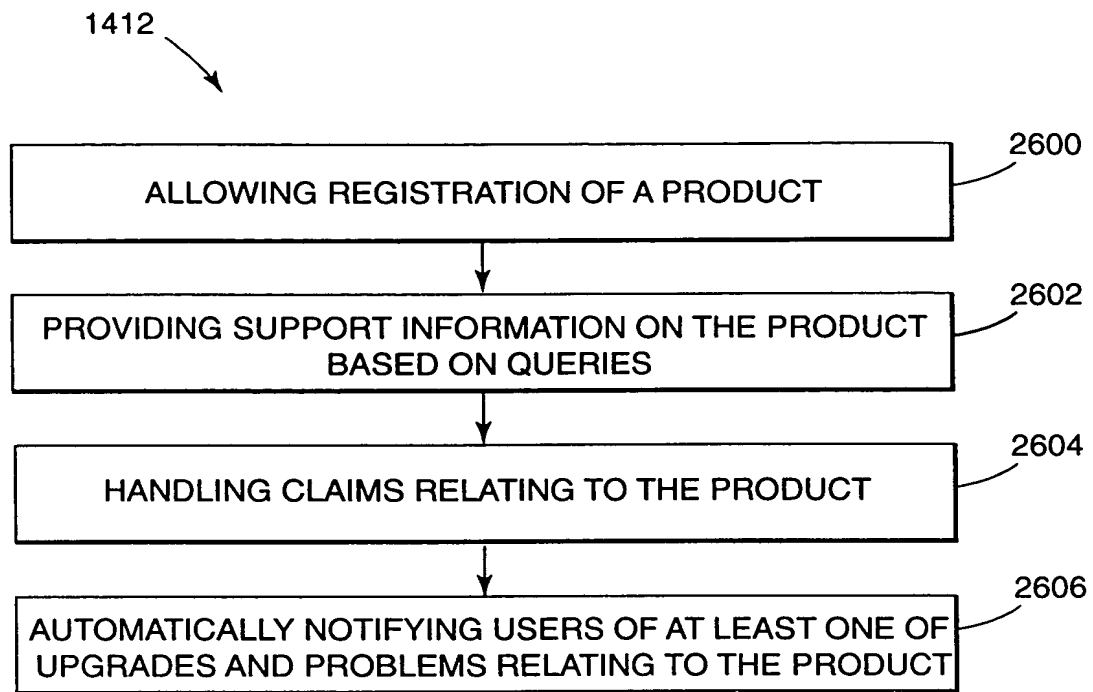 1412
2600
ALLOWING REGISTRATION OF A PRODUCT
2602
PROVIDING SUPPORT INFORMATION ON THE PRODUCT
BASED ON QUERIES
2604
HANDLING CLAIMS RELATING TO THE PRODUCT
2606
AUTOMATICALLY NOTIFYING USERS OF AT LEAST ONE OF
UPGRADES AND PROBLEMS RELATING TO THE PRODUCT